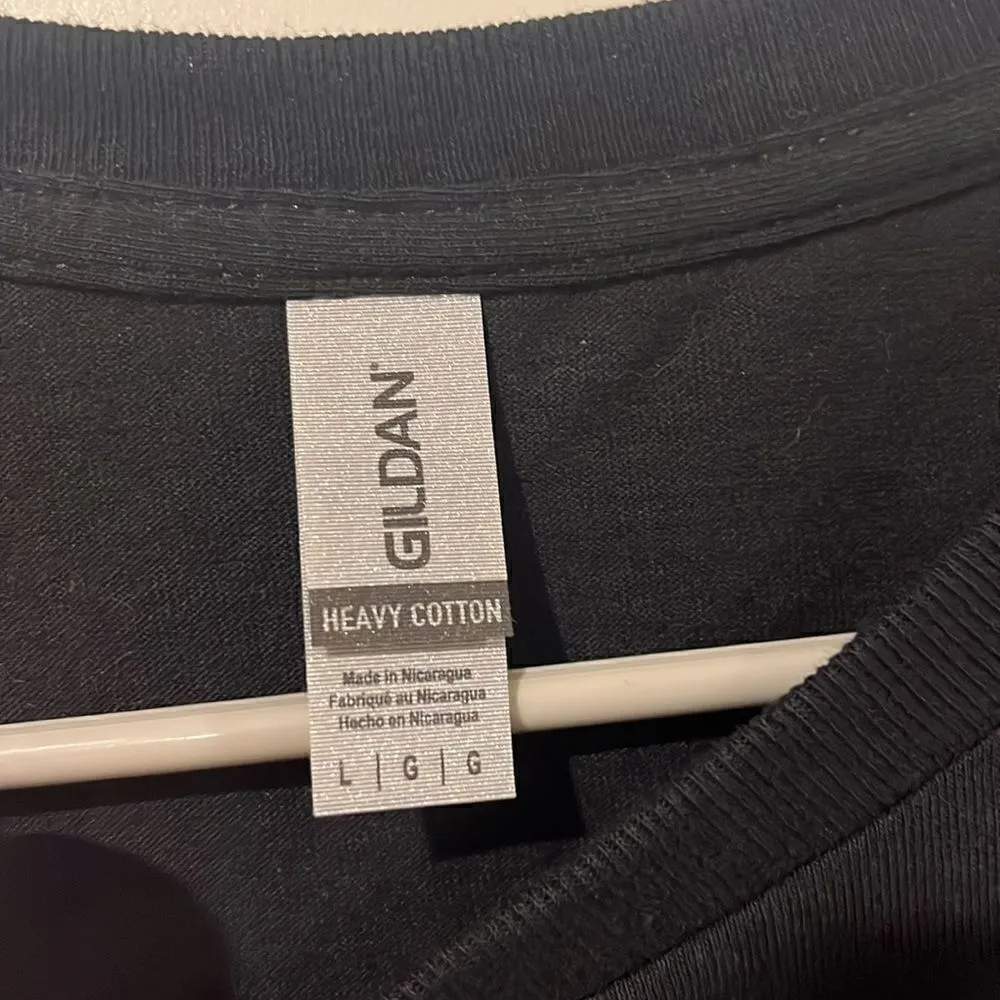 GILDAN
HEAVY COTTON
Made in Nicaragua
Fabriqué au Nicaragua
Hecho en Nicaragua
L | G | G